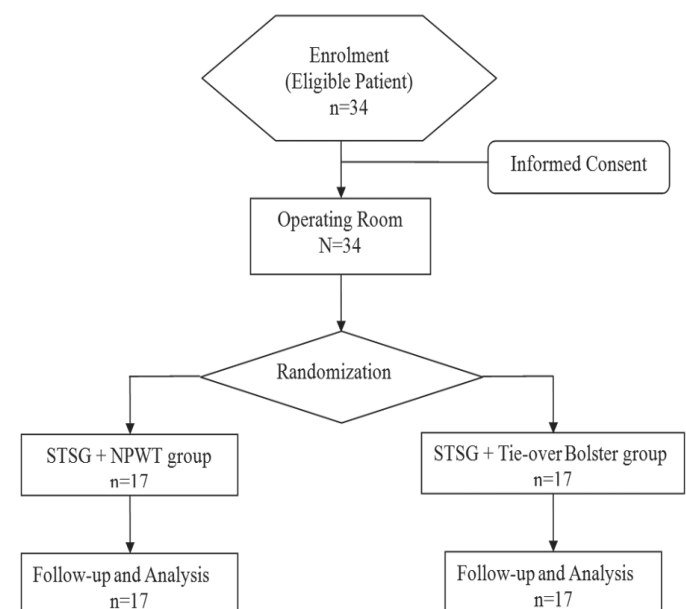 Enrolment
(Eligible Patient)
n=34
Informed Consent
Operating Room
N=34
Randomization
STSG + NPWT group
n=17
STSG + Tie-over Bolster group
n=17
Follow-up and Analysis
n=17
Follow-up and Analysis
n=17